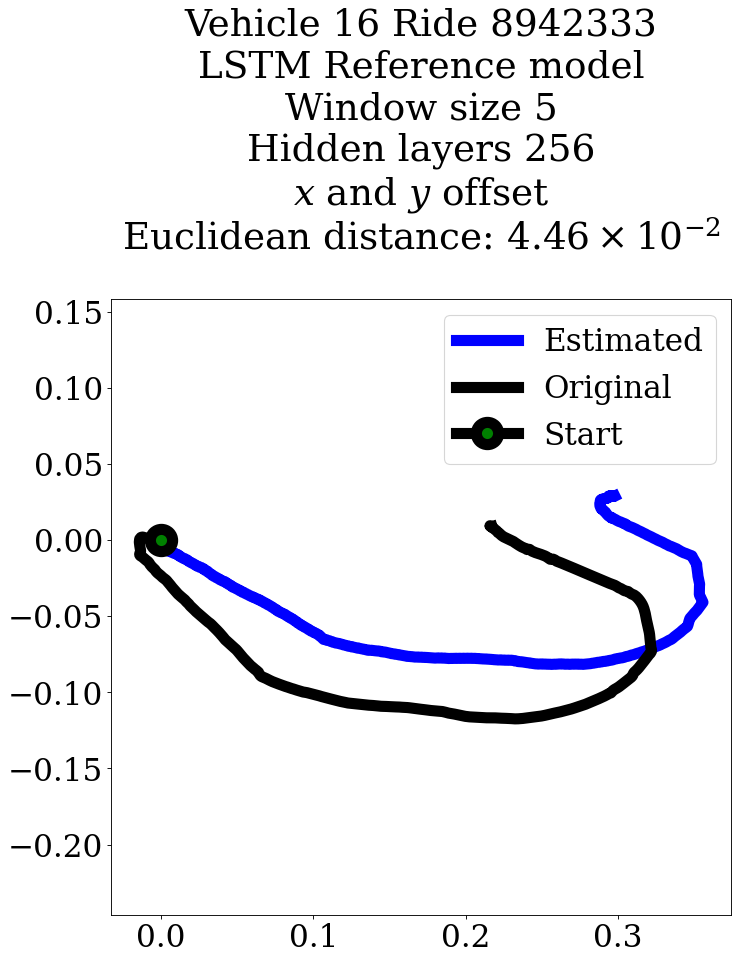 Vehicle 16 Ride 8942333
LSTM Reference model
Window size 5
Hidden layers 256
x and y offset
Euclidean distance: 4.46 × 10⁻²
Estimated
Original
Start
0.15
0.10
0.05
0.00
−0.05
−0.10
−0.15
−0.20
0.0 0.1 0.2 0.3